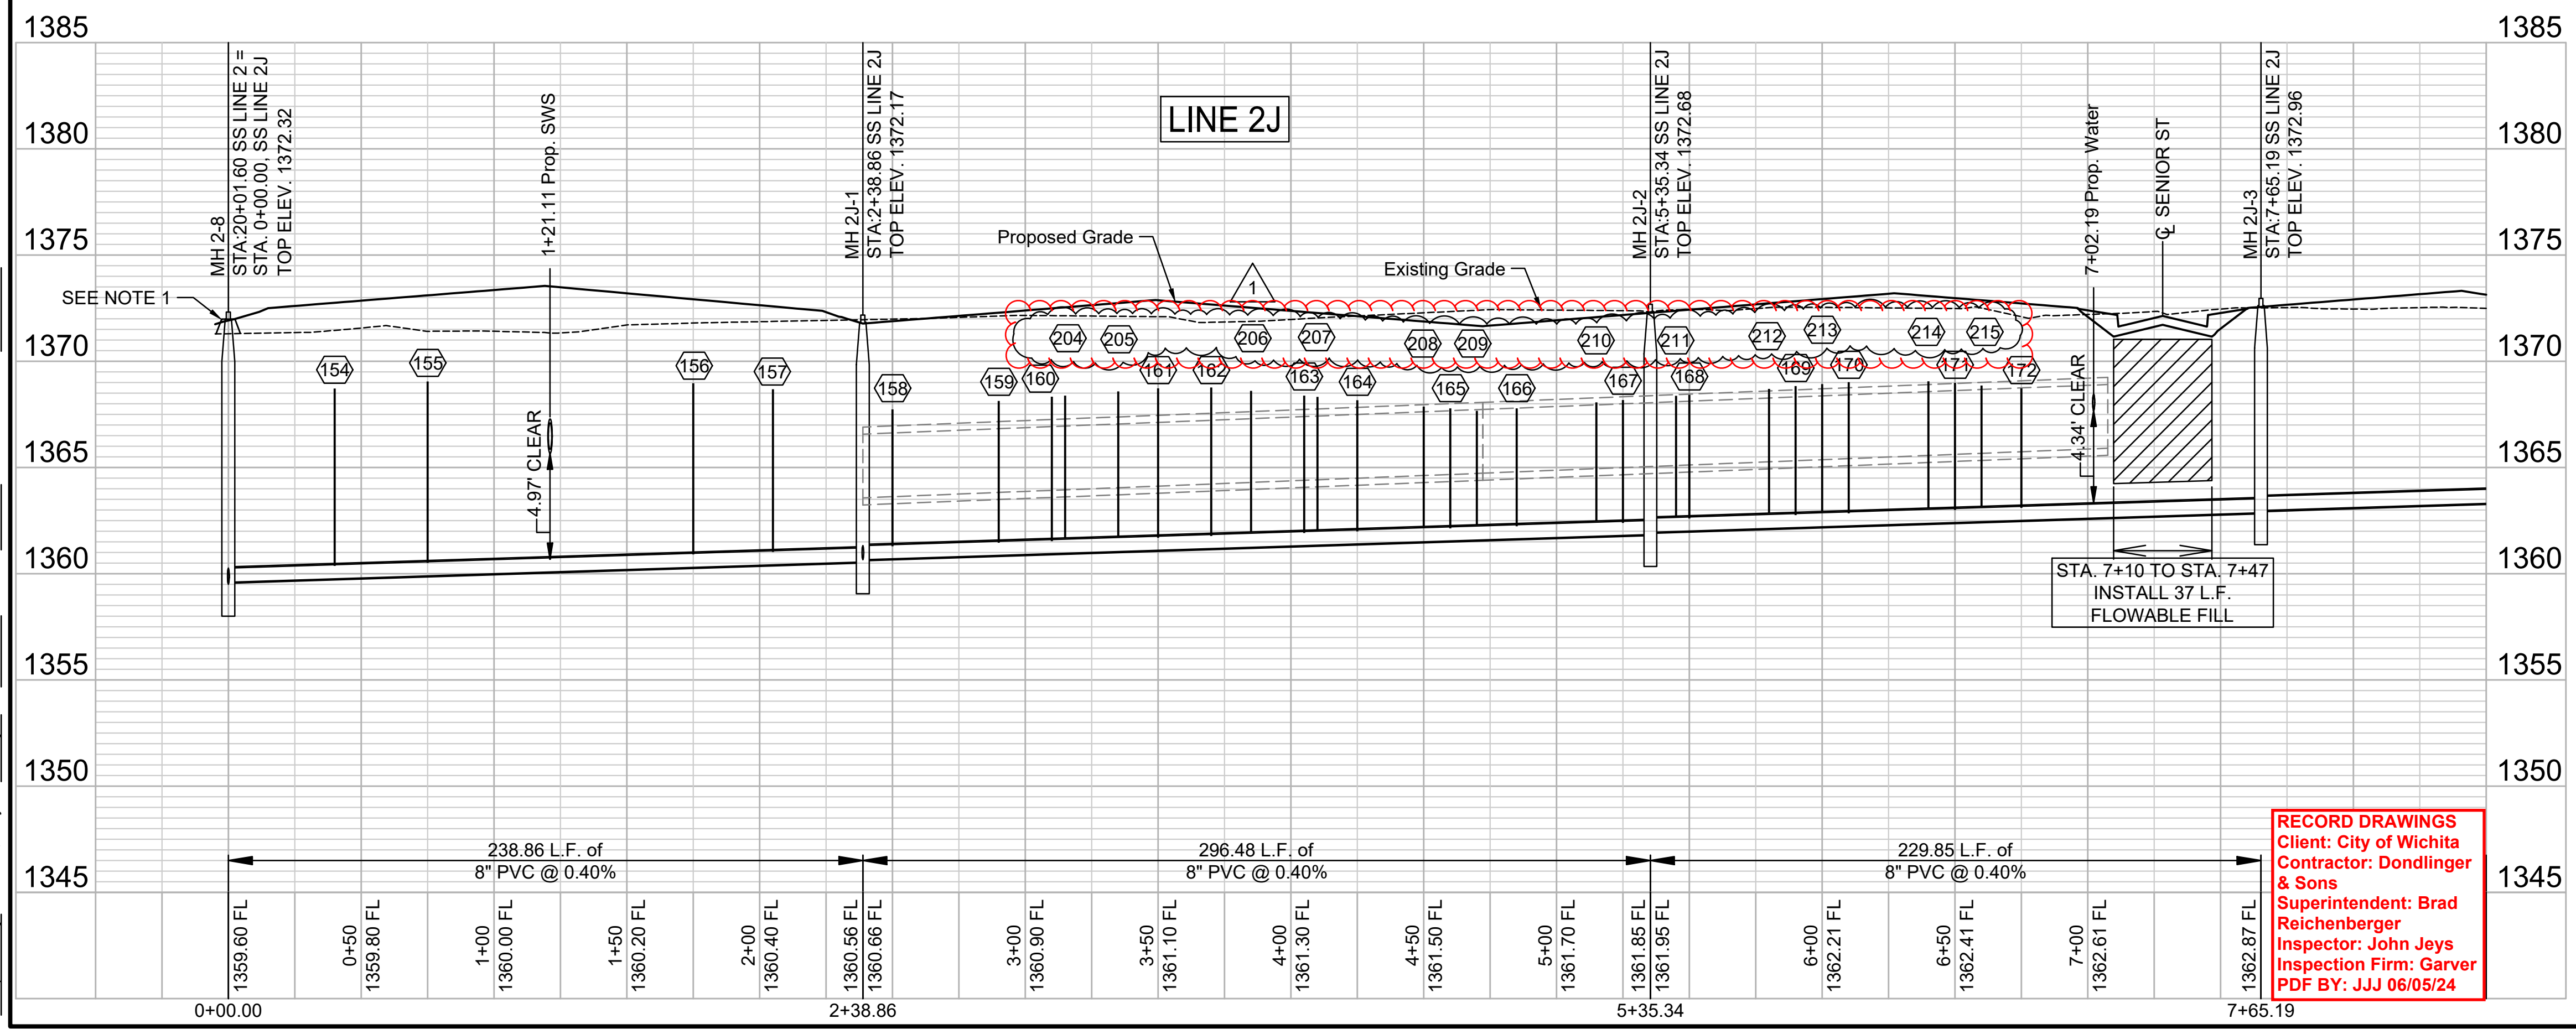 1385
1385
1380
1380
1375
1375
1370
1370
1365
1365
1360
1360
1355
1355
1350
1350
1345
1345
MH 2-8
STA:20+01.60 SS LINE 2 =
STA. 0+00.00, SS LINE 2J
TOP ELEV. 1372.32
SEE NOTE 1
1+21.11 Prop. SWS
4.97' CLEAR
MH 2J-1
STA:2+38.86 SS LINE 2J
TOP ELEV. 1372.17
LINE 2J
Proposed Grade
1
Existing Grade
MH 2J-2
STA:5+35.34 SS LINE 2J
TOP ELEV. 1372.68
7+02.19 Prop. Water
4.34' CLEAR
℄ SENIOR ST
MH 2J-3
STA:7+65.19 SS LINE 2J
TOP ELEV. 1372.96
204
205
206
207
208
209
210
211
212
213
214
215
154
155
156
157
158
159
160
161
162
163
164
165
166
167
168
169
170
171
172
STA. 7+10 TO STA. 7+47
INSTALL 37 L.F.
FLOWABLE FILL
238.86 L.F. of
8" PVC @ 0.40%
296.48 L.F. of
8" PVC @ 0.40%
229.85 L.F. of
8" PVC @ 0.40%
1359.60 FL
0+50
1359.80 FL
1+00
1360.00 FL
1+50
1360.20 FL
2+00
1360.40 FL
1360.56 FL
1360.66 FL
3+00
1360.90 FL
3+50
1361.10 FL
4+00
1361.30 FL
4+50
1361.50 FL
5+00
1361.70 FL
1361.85 FL
1361.95 FL
6+00
1362.21 FL
6+50
1362.41 FL
7+00
1362.61 FL
1362.87 FL
0+00.00
2+38.86
5+35.34
7+65.19
RECORD DRAWINGS
Client: City of Wichita
Contractor: Dondlinger
& Sons
Superintendent: Brad
Reichenberger
Inspector: John Jeys
Inspection Firm: Garver
PDF BY: JJJ 06/05/24